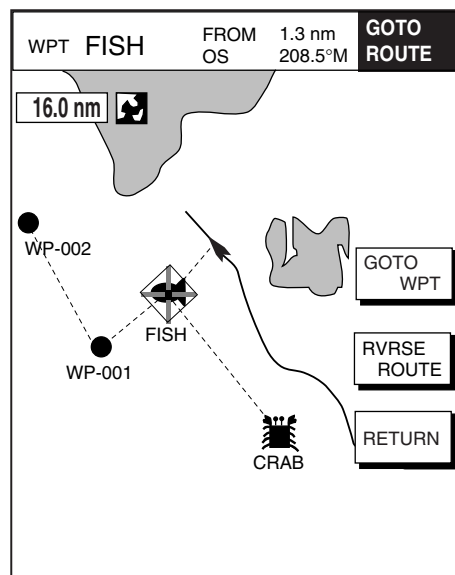 WPT FISH
FROM 1.3 nm
OS 208.5°M
GOTO
ROUTE
16.0 nm
WP-002
GOTO
WPT
FISH
RVRSE
ROUTE
WP-001
RETURN
CRAB